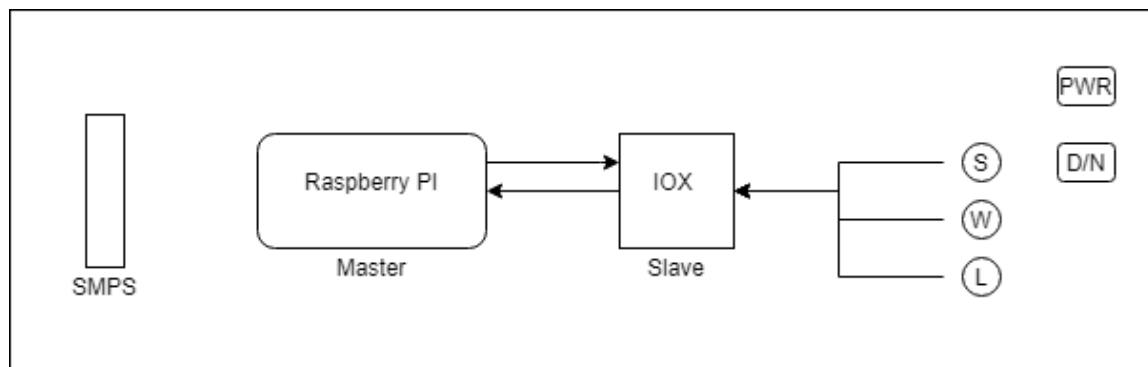 PWR
Raspberry PI
IOX
S
D/N
W
Master
Slave
L
SMPS